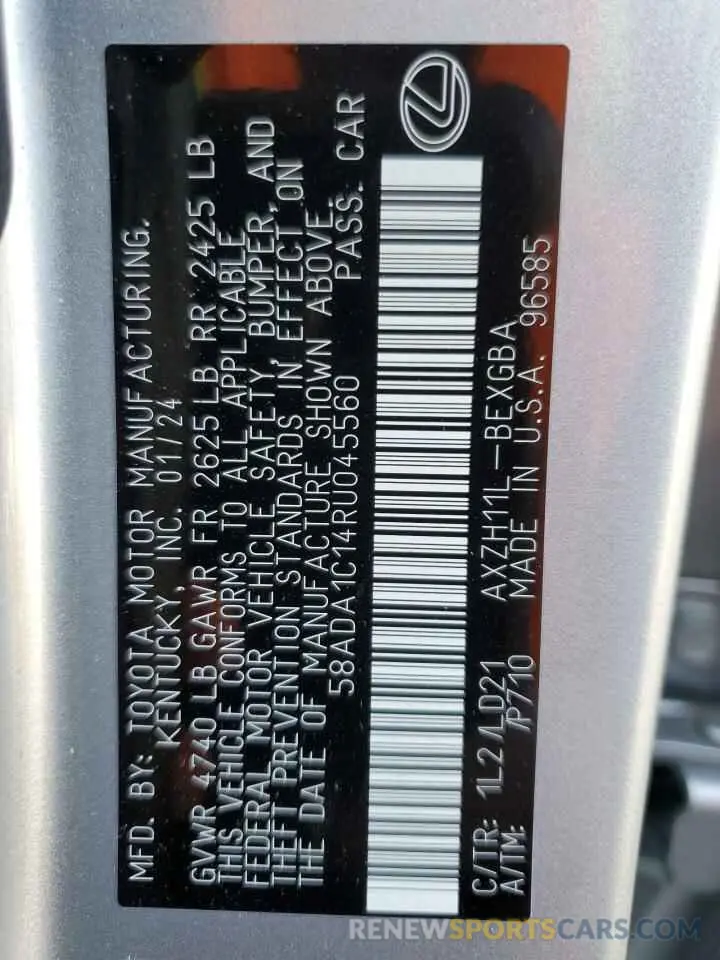 MFD. BY: TOYOTA MOTOR MANUFACTURING,
KENTUCKY, INC. 01/24
GVWR 4740 LB GAWR FR 2625 LB RR 2425 LB
THIS VEHICLE CONFORMS TO ALL APPLICABLE
FEDERAL MOTOR VEHICLE SAFETY, BUMPER, AND
THEFT PREVENTION STANDARDS IN EFFECT ON
THE DATE OF MANUFACTURE SHOWN ABOVE.
58ADA1C14RU045560 PASS. CAR
C/TR: 1L2/LD21 AXZH11L-BEXGBA
A/TM: /P710 MADE IN U.S.A. 96585
RENEWSPORTSCARS.COM